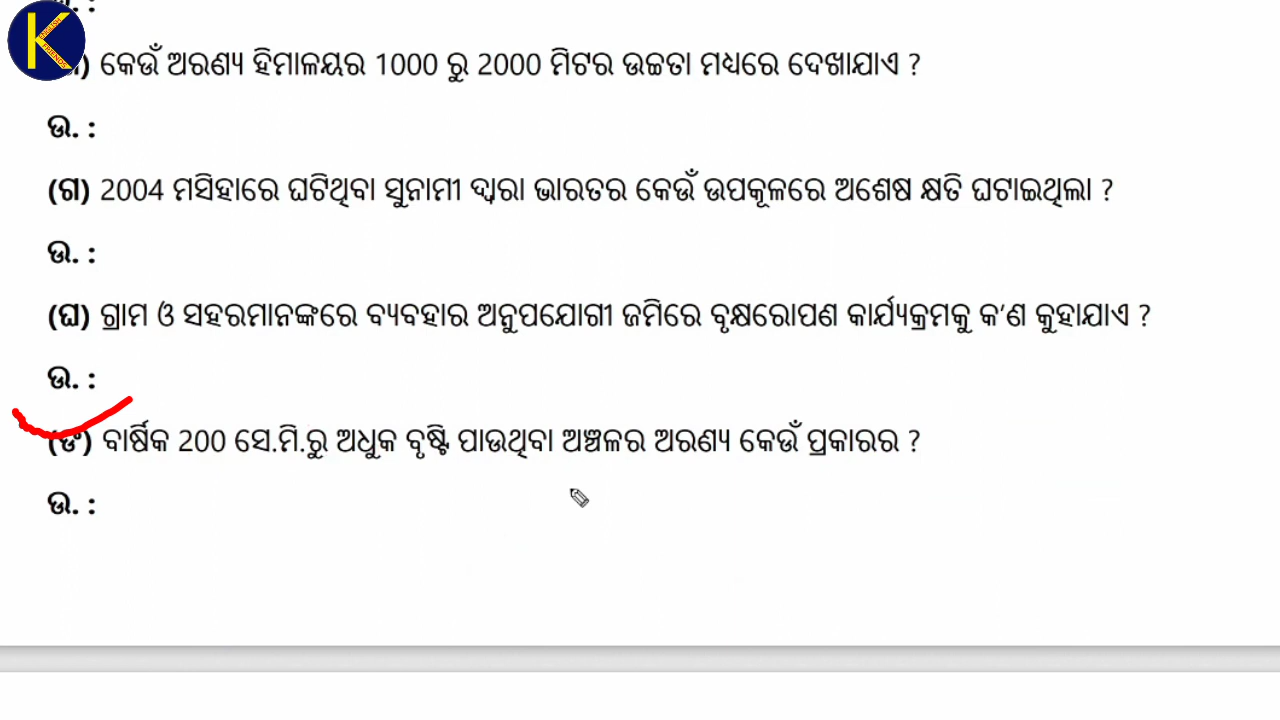 ଉ. :
K
) କେଉଁ ଅରଣ୍ୟ ହିମାଳୟର 1000 ରୁ 2000 ମିଟର ଉଚ୍ଚତା ମଧ୍ୟରେ ଦେଖାଯାଏ ?
ଉ. :
(ଗ) 2004 ମସିହାରେ ଘଟିଥିବା ସୁନାମୀ ଦ୍ୱାରା ଭାରତର କେଉଁ ଉପକୂଳରେ ଅଶେଷ କ୍ଷତି ଘଟାଇଥିଲା ?
ଉ. :
(ଘ) ଗ୍ରାମ ଓ ସହରମାନଙ୍କରେ ବ୍ୟବହାର ଅନୁପଯୋଗୀ ଜମିରେ ବୃକ୍ଷରୋପଣ କାର୍ଯ୍ୟକ୍ରମକୁ କ'ଣ କୁହାଯାଏ ?
ଉ. :
(ଙ) ବାର୍ଷିକ 200 ସେ.ମି.ରୁ ଅଧୁକ ବୃଷ୍ଟି ପାଉଥିବା ଅଞ୍ଚଳର ଅରଣ୍ୟ କେଉଁ ପ୍ରକାରର ?
ଉ. :